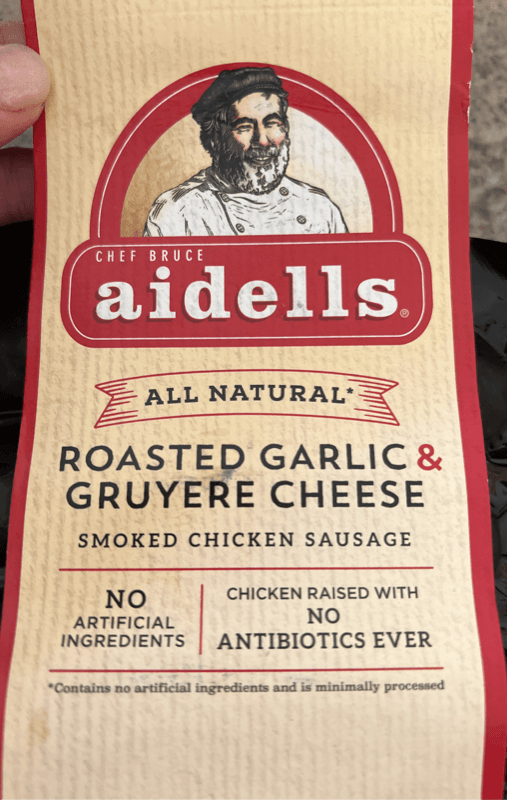 CHEF BRUCE
aidells®
ALL NATURAL*
ROASTED GARLIC &
GRUYERE CHEESE
SMOKED CHICKEN SAUSAGE
NO
ARTIFICIAL
INGREDIENTS
CHICKEN RAISED WITH
NO
ANTIBIOTICS EVER
*Contains no artificial ingredients and is minimally processed